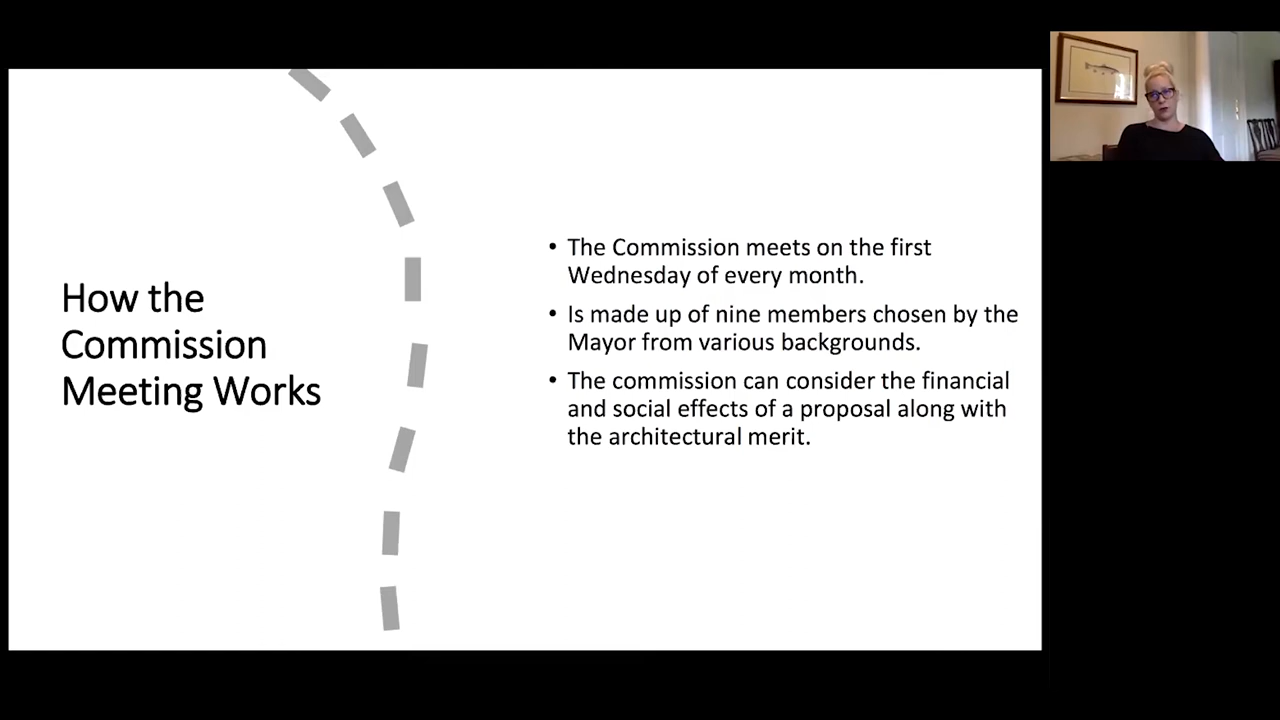 How the
Commission
Meeting Works
• The Commission meets on the first
Wednesday of every month.
• Is made up of nine members chosen by the
Mayor from various backgrounds.
• The commission can consider the financial
and social effects of a proposal along with
the architectural merit.